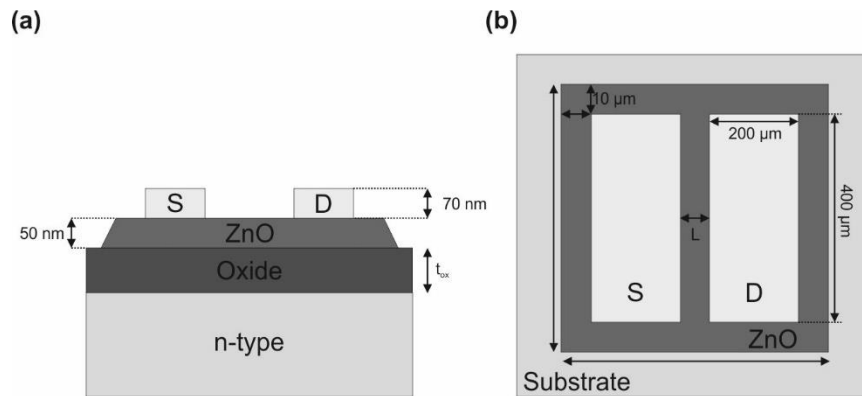 (a)
S
D
70 nm
50 nm
ZnO
Oxide
tox
n-type
(b)
10 μm
200 μm
400 μm
L
S
D
ZnO
Substrate